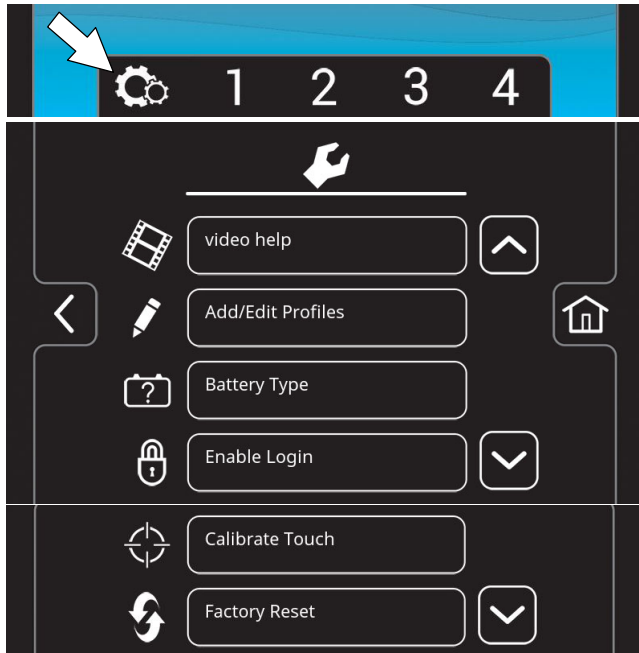 1 2 3 4
video help
Add/Edit Profiles
Battery Type
?
Enable Login
Calibrate Touch
Factory Reset